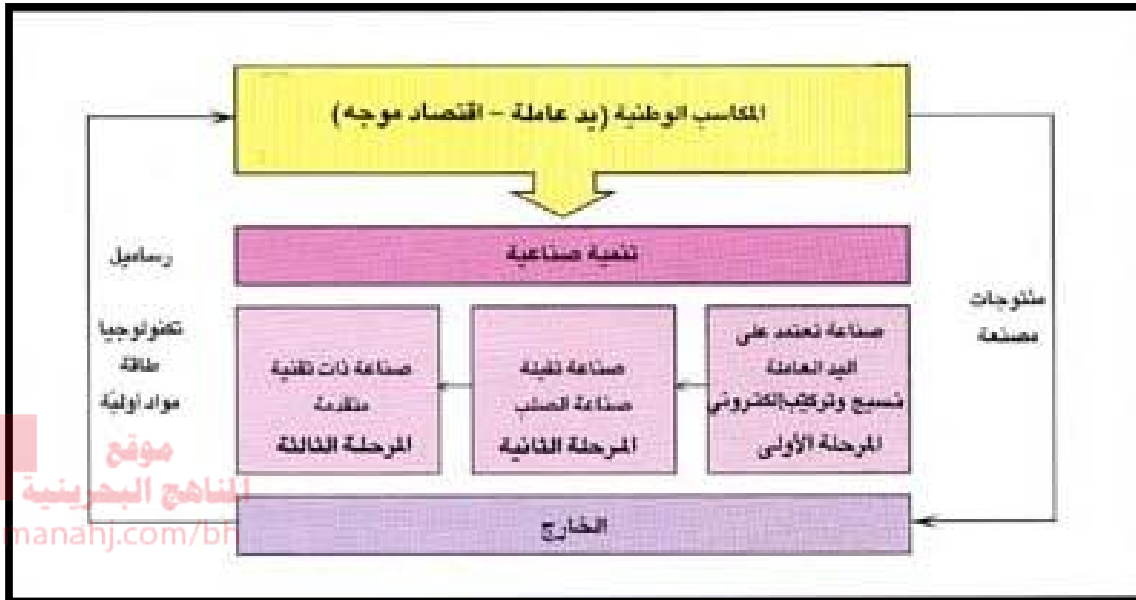 المكاسب الوطنية (يد عاملة - اقتصاد موجه)
تنمية صناعية
منتوجات
مصنعة
صناعة تعتمد على
اليد العاملة
نسيج وتركيب إلكتروني
المرحلة الأولى
صناعة ثقيلة
صناعة الصلب
المرحلة الثانية
صناعة ذات تقنية
متقدمة
المرحلة الثالثة
رساميل
تكنولوجيا
طاقة
مواد أولية
الخارج
موقع
المناهج البحرينية
manahj.com/bh